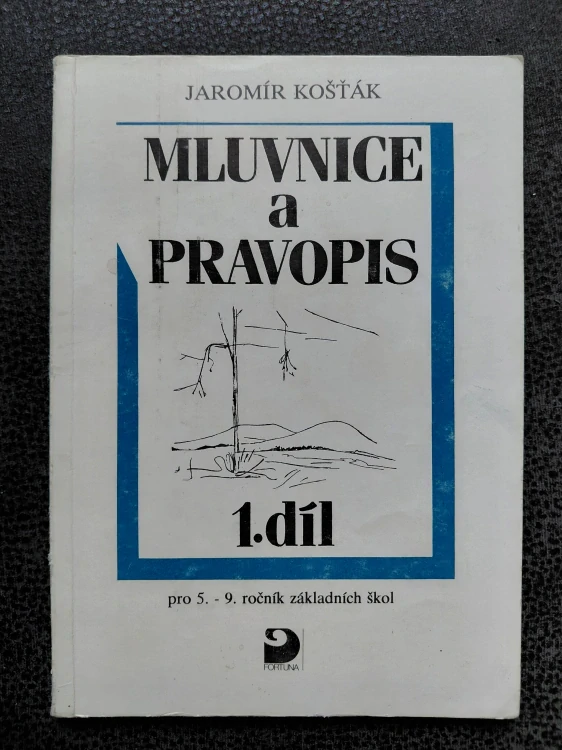 JAROMÍR KOŠŤÁK
MLUVNICE
a
PRAVOPIS
1.díl
pro 5. - 9. ročník základních škol
FORTUNA